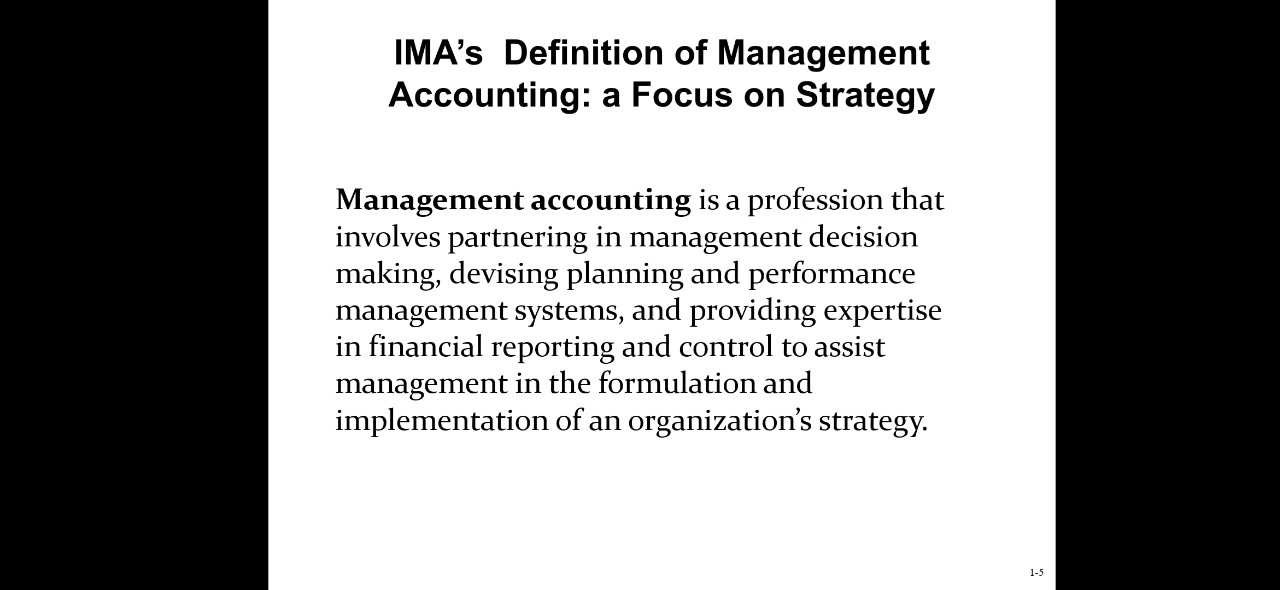 IMA’s  Definition of Management
Accounting: a Focus on Strategy
Management accounting is a profession that
involves partnering in management decision
making, devising planning and performance
management systems, and providing expertise
in financial reporting and control to assist
management in the formulation and
implementation of an organization’s strategy.
1-5